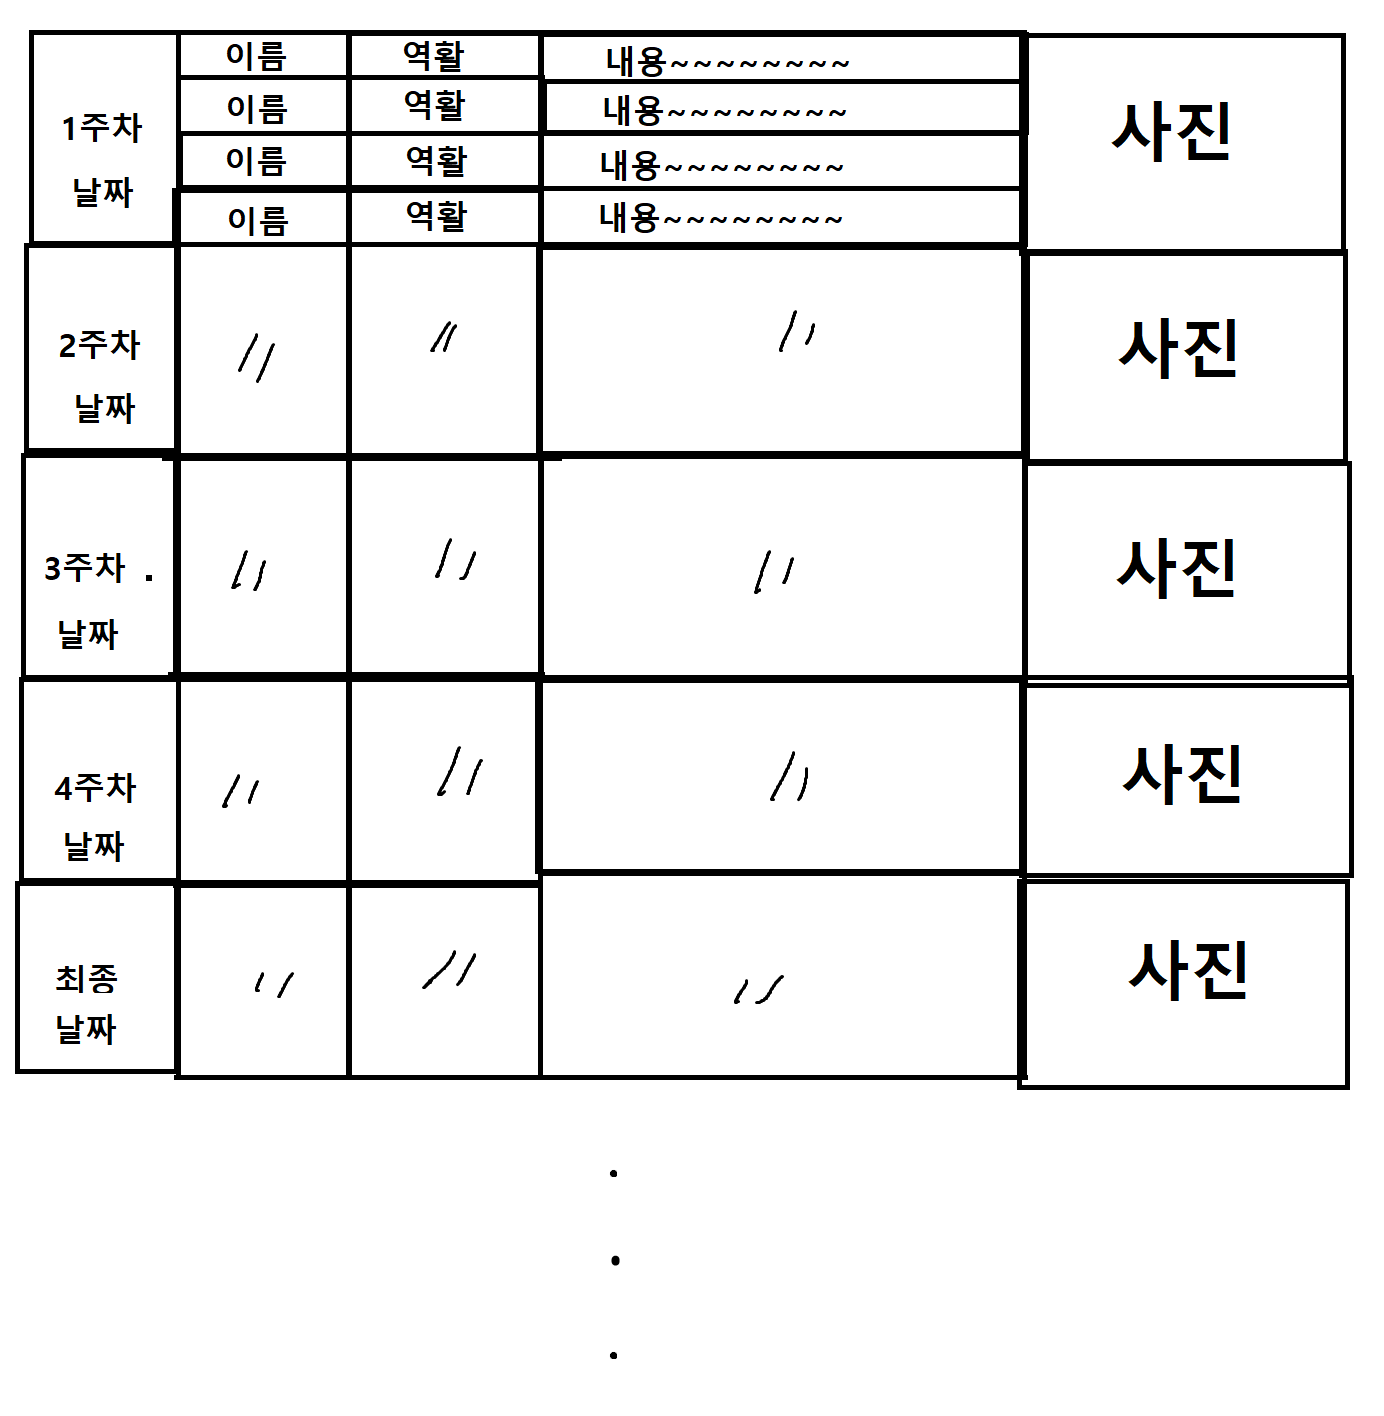 이름 역활 내용~~~~~~~~
이름 역활 내용~~~~~~~~
1주차
이름 역활 내용~~~~~~~~
날짜
이름 역활 내용~~~~~~~~
사진
2주차
날짜
〃 〃 〃
사진
3주차 .
날짜
〃 〃 〃
사진
4주차
날짜
〃 〃 〃
사진
최종
날짜
〃 〃 〃
사진
.
.
.